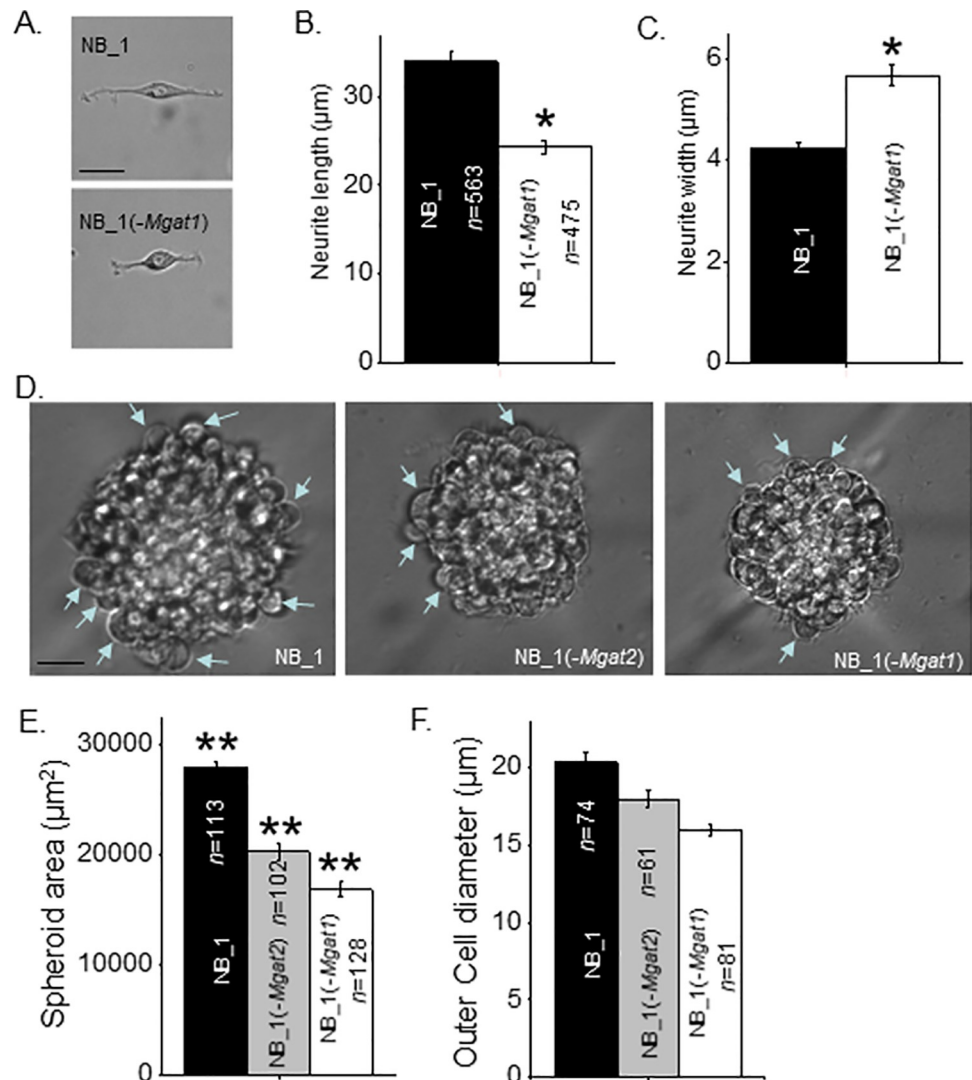 A.
NB_1
NB_1(-Mgat1)
B.
Neurite length (µm)
30
20
10
0
NB_1
n=563
*
NB_1(-Mgat1)
n=475
C.
Neurite width (µm)
6
4
2
0
NB_1
*
NB_1(-Mgat1)
D.
NB_1
NB_1(-Mgat2)
NB_1(-Mgat1)
E.
Spheroid area (µm²)
30000
20000
10000
0
**
NB_1 n=113
**
NB_1(-Mgat2) n=102
**
NB_1(-Mgat1)
n=128
F.
Outer Cell diameter (µm)
20
15
10
5
0
NB_1 n=74
NB_1(-Mgat2) n=61
NB_1(-Mgat1)
n=81